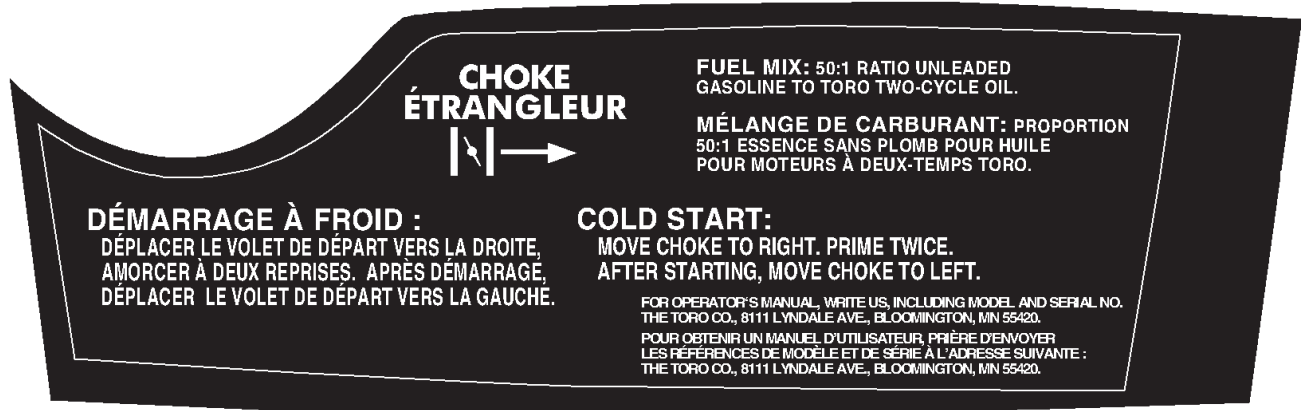 CHOKE
ÉTRANGLEUR
FUEL MIX: 50:1 RATIO UNLEADED
GASOLINE TO TORO TWO-CYCLE OIL.
MÉLANGE DE CARBURANT: PROPORTION
50:1 ESSENCE SANS PLOMB POUR HUILE
POUR MOTEURS À DEUX-TEMPS TORO.
DÉMARRAGE À FROID :
DÉPLACER LE VOLET DE DÉPART VERS LA DROITE,
AMORCER À DEUX REPRISES. APRÈS DÉMARRAGE,
DÉPLACER LE VOLET DE DÉPART VERS LA GAUCHE.
COLD START:
MOVE CHOKE TO RIGHT. PRIME TWICE.
AFTER STARTING, MOVE CHOKE TO LEFT.
FOR OPERATOR'S MANUAL, WRITE US, INCLUDING MODEL AND SERIAL NO.
THE TORO CO., 8111 LYNDALE AVE., BLOOMINGTON, MN 55420.
POUR OBTENIR UN MANUEL D'UTILISATEUR, PRIÈRE D'ENVOYER
LES RÉFÉRENCES DE MODÈLE ET DE SÉRIE À L'ADRESSE SUIVANTE :
THE TORO CO., 8111 LYNDALE AVE., BLOOMINGTON, MN 55420.